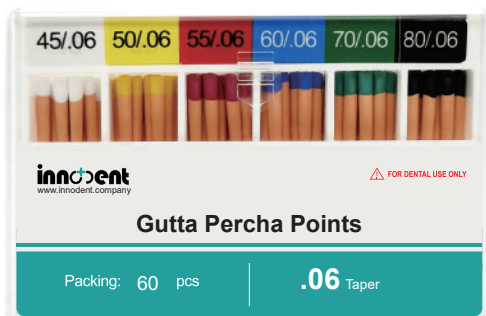 45/.06 50/.06 55/.06 60/.06 70/.06 80/.06
innodent
www.innodent.company
FOR DENTAL USE ONLY
Gutta Percha Points
Packing: 60 pcs
.06 Taper